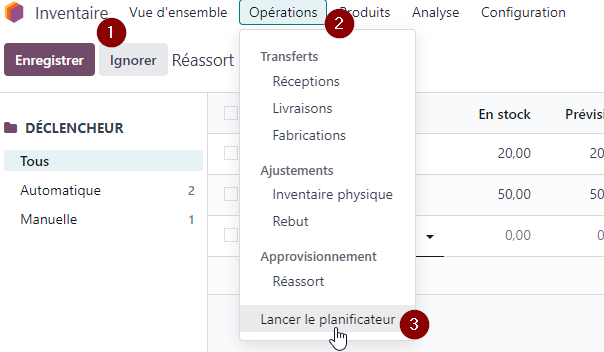 Inventaire Vue d'ensemble Opérations Produits Analyse Configuration
1 2
Enregistrer Ignorer Réassort
Transferts
Réceptions
Livraisons
Fabrications
Ajustements
Inventaire physique
Rebut
Approvisionnement
Réassort
Lancer le planificateur 3
DÉCLENCHEUR
Tous
Automatique 2
Manuelle 1
En stock Prévisi
20,00 20
50,00 50
0,00 0,